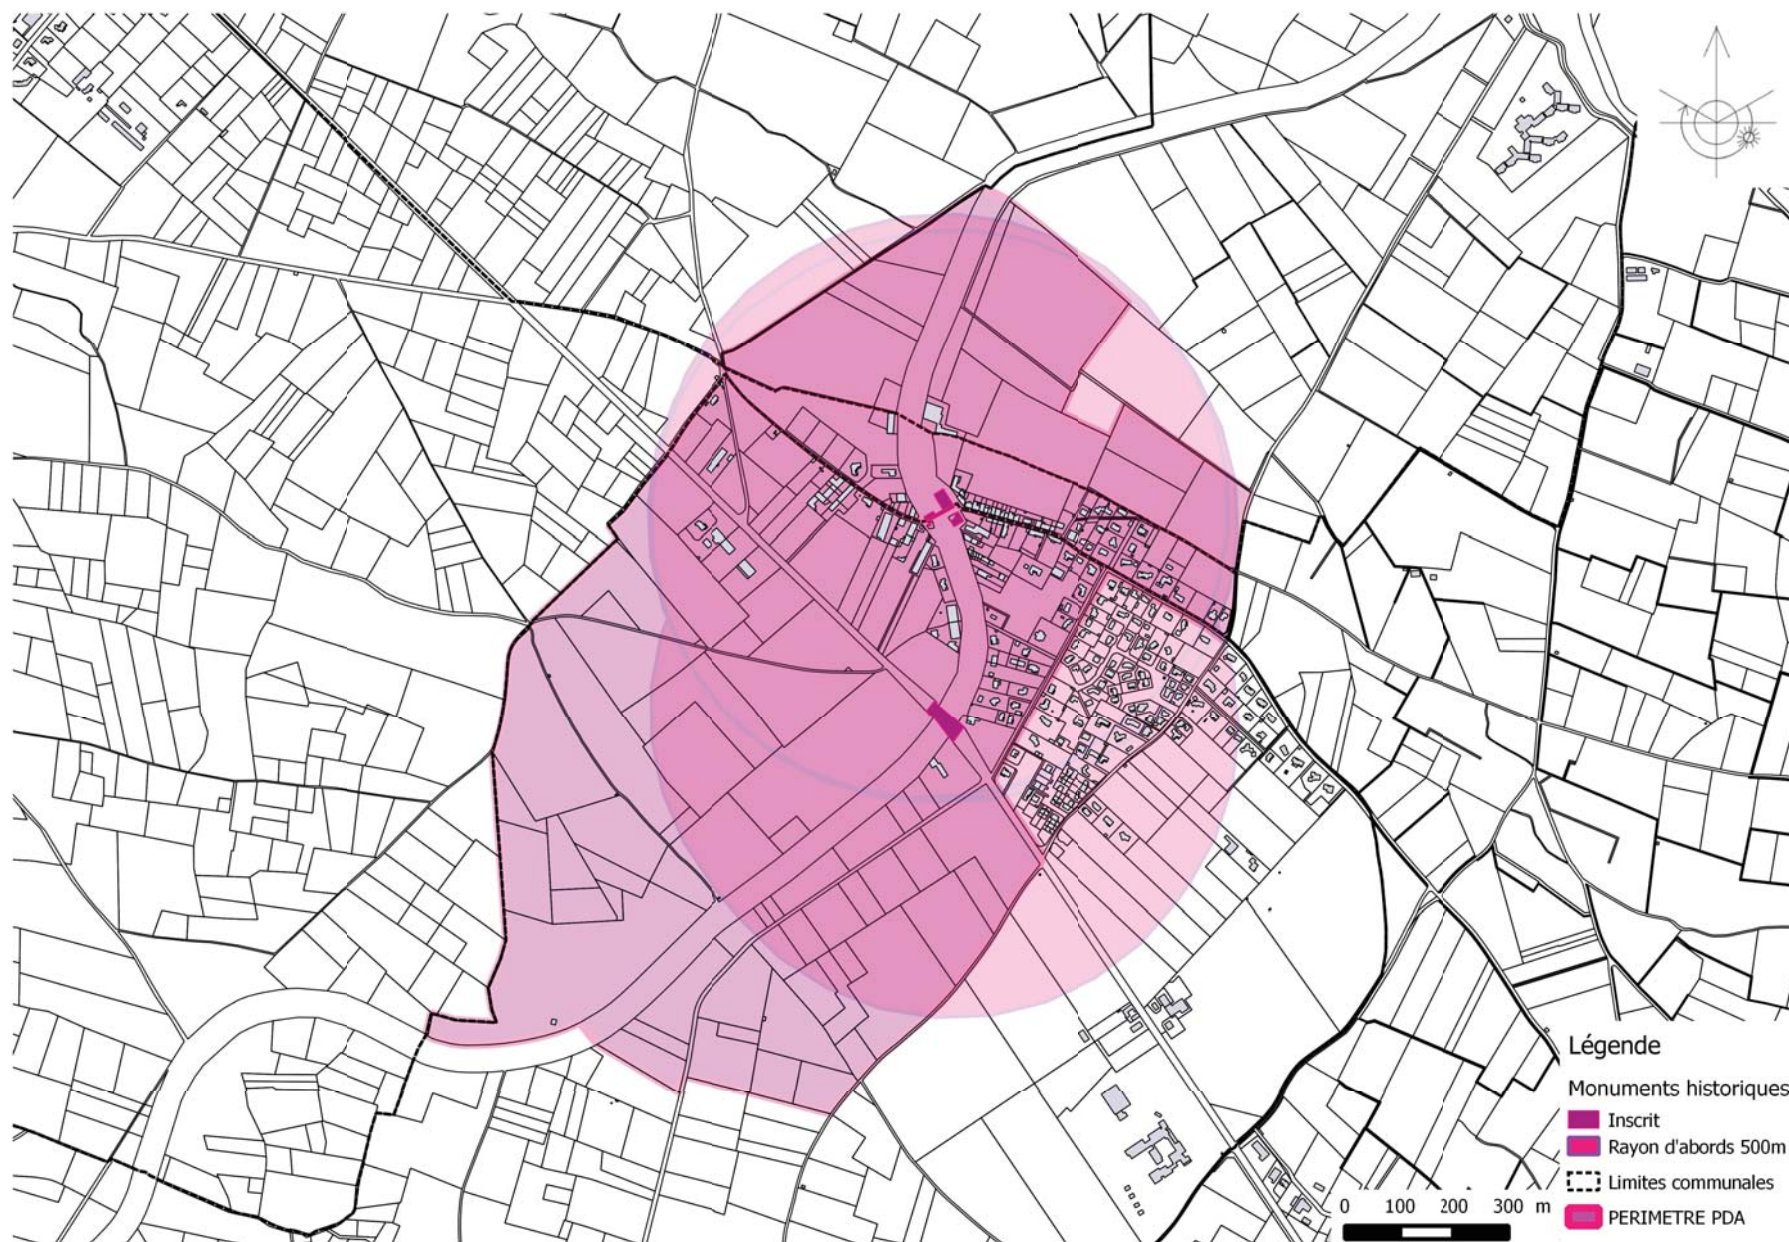 Légende
Monuments historiques
Inscrit
Rayon d'abords 500m
Limites communales
PERIMETRE PDA
0 100 200 300 m